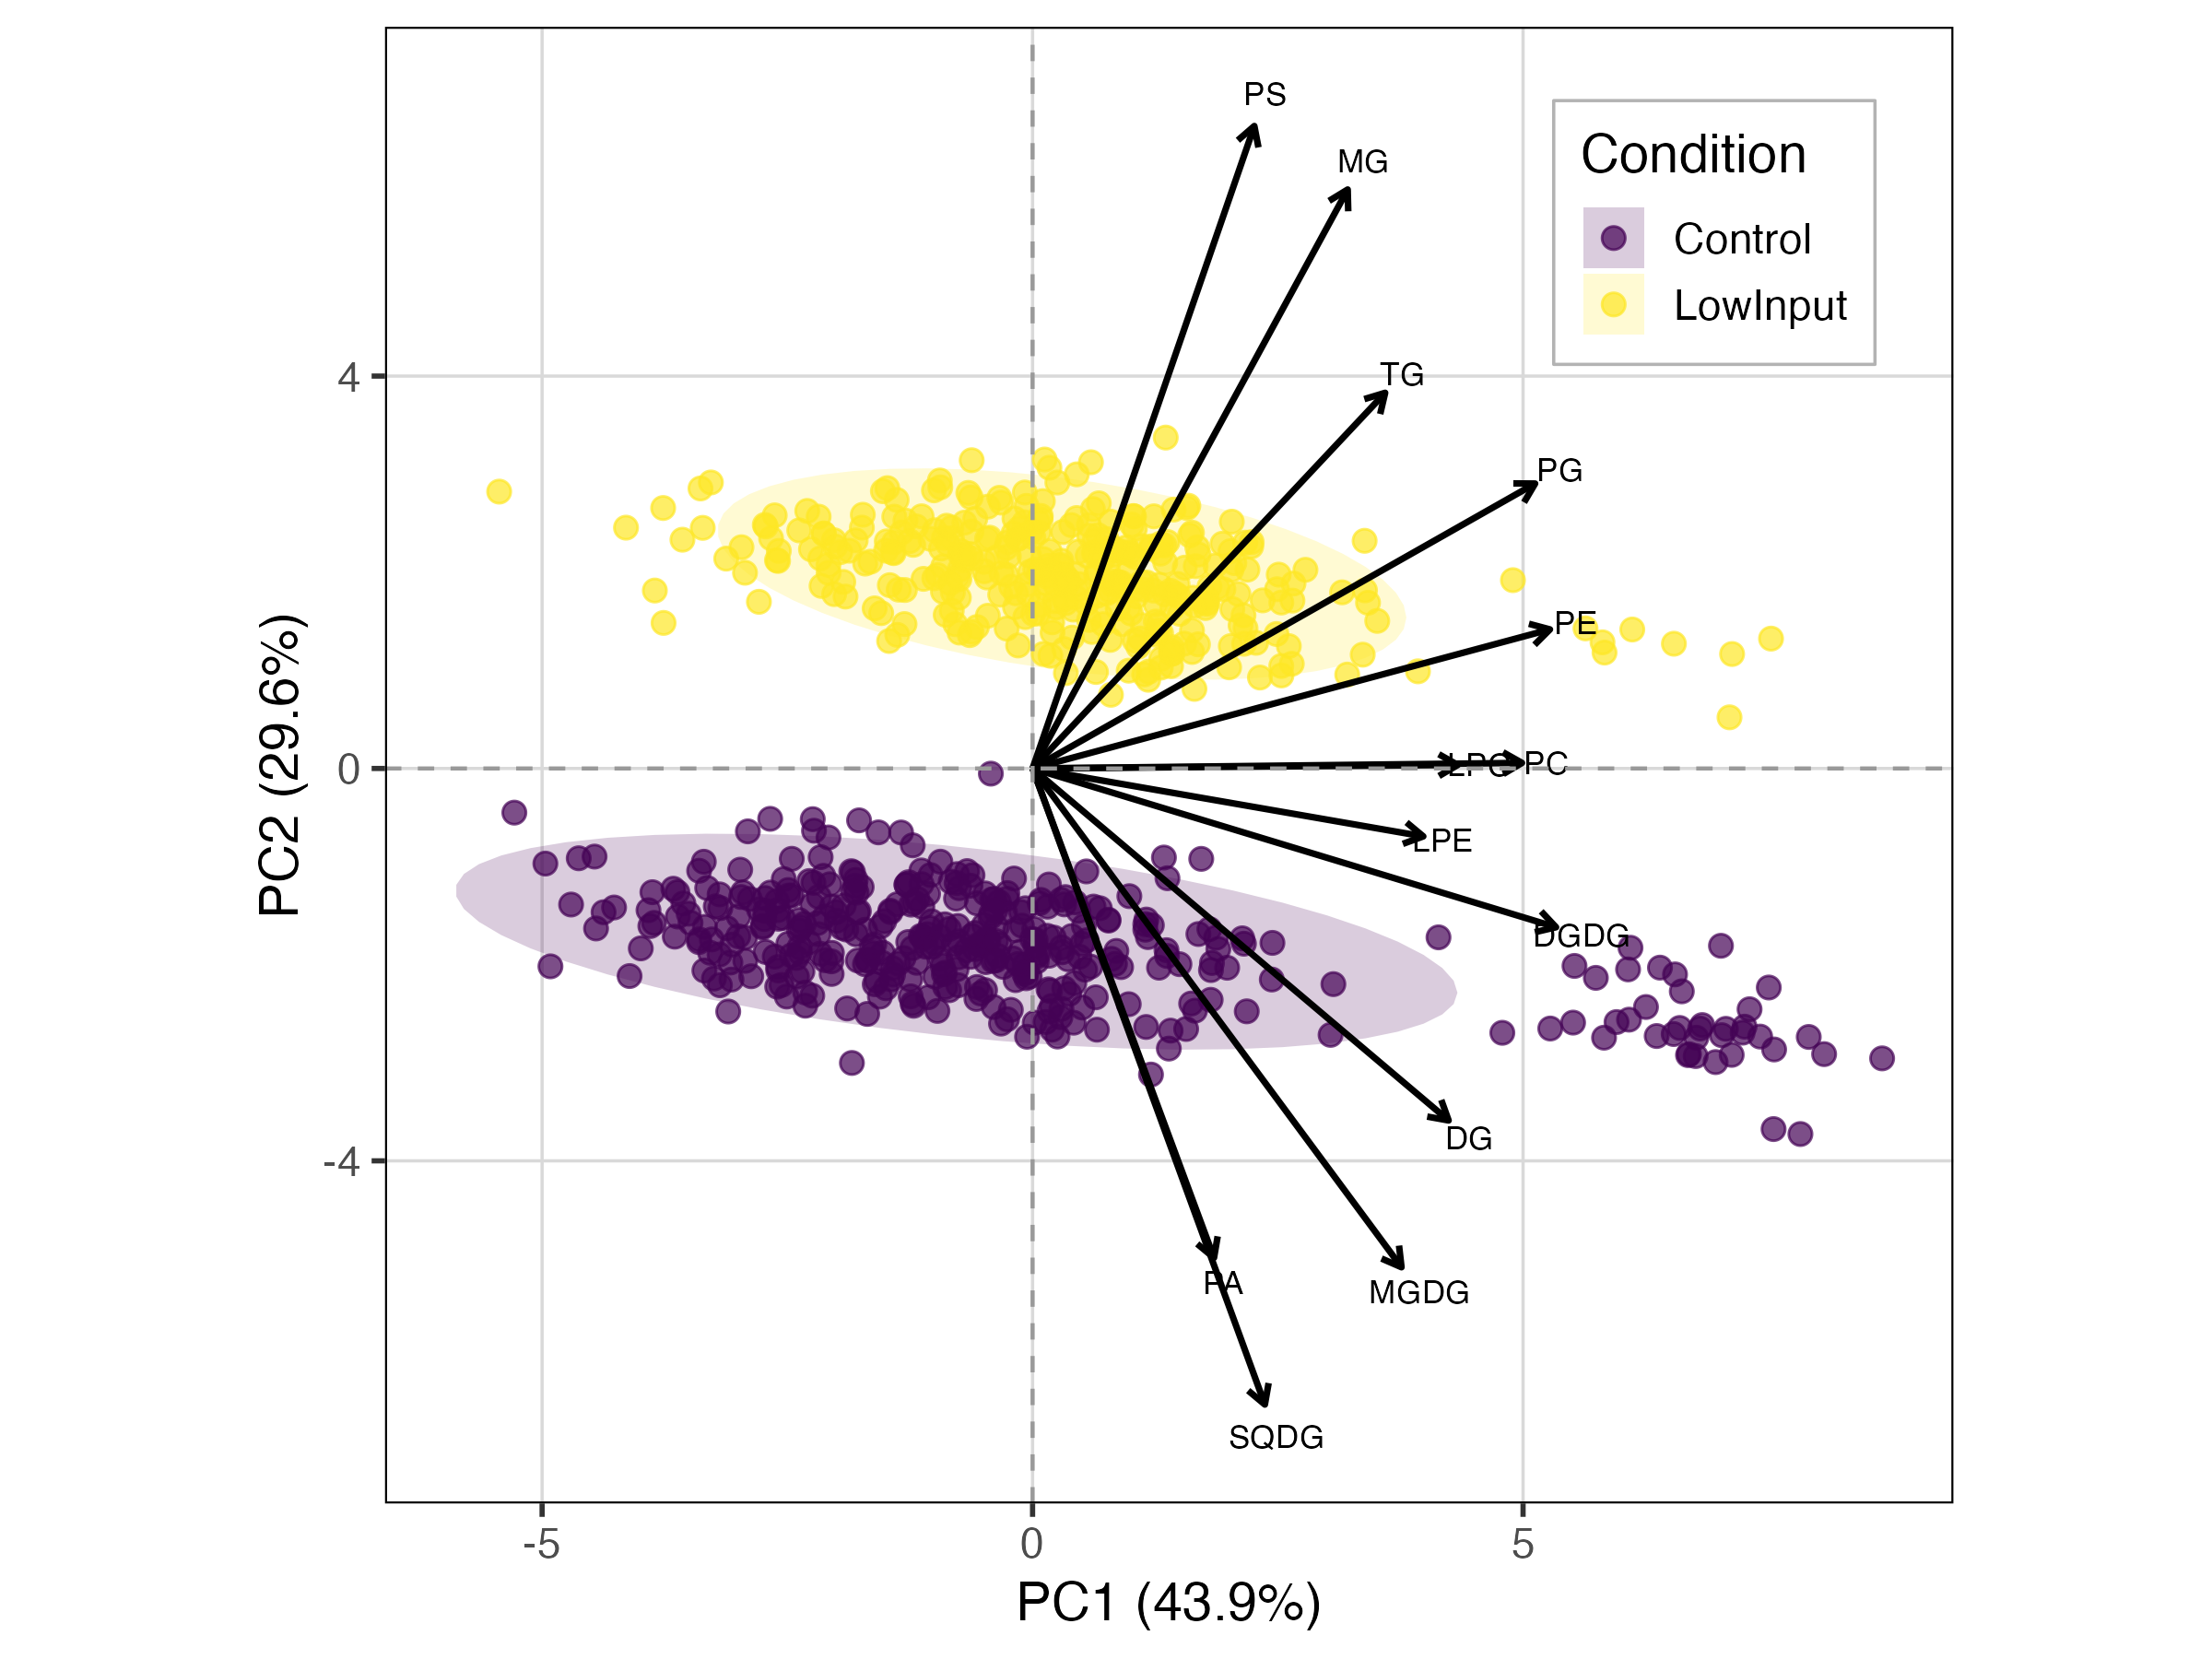 PS
MG
Condition
Control
LowInput
TG
4
PG
PE
PC2 (29.6%)
0
LPC
PC
LPE
DGDG
DG
-4
PA
MGDG
SQDG
-5
0
5
PC1 (43.9%)